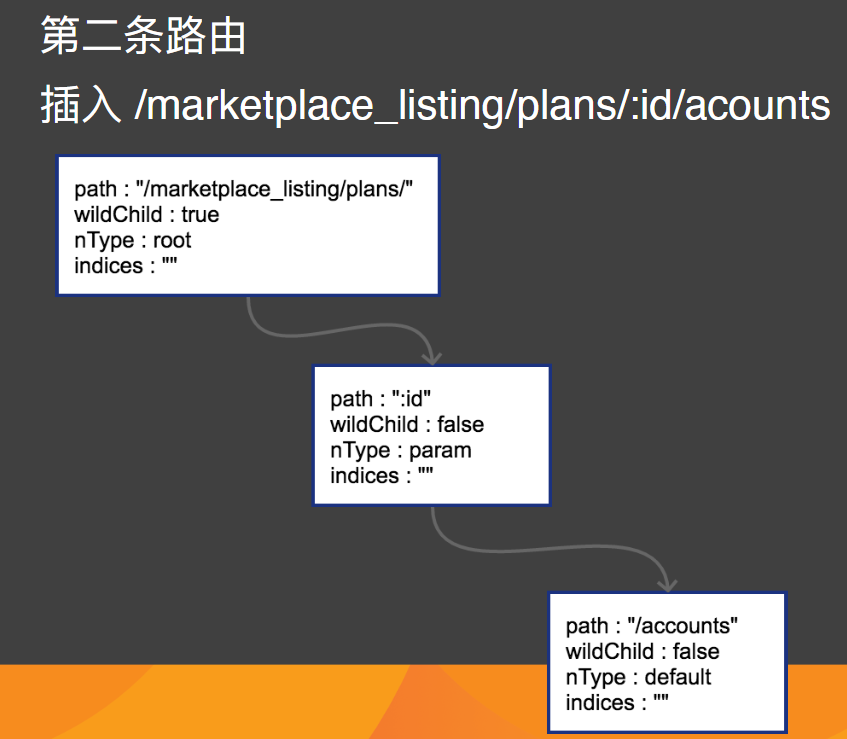 第二条路由
插入 /marketplace_listing/plans/:id/acounts
path : "/marketplace_listing/plans/"
wildChild : true
nType : root
indices : ""
path : ":id"
wildChild : false
nType : param
indices : ""
path : "/accounts"
wildChild : false
nType : default
indices : ""